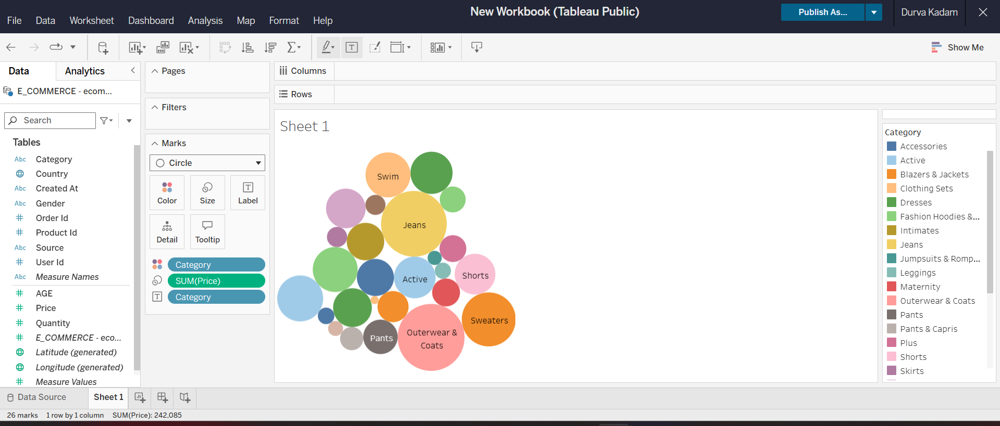 New Workbook (Tableau Public)
Publish As...
Durva Kadam
File Data Worksheet Dashboard Analysis Map Format Help
Show Me
Data Analytics
E_COMMERCE - ecom...
Search
Tables
Abc Category
Country
Abc Created At
Abc Gender
Order Id
Product Id
Abc Source
User Id
Abc Measure Names
AGE
Price
Quantity
E_COMMERCE - eco...
Latitude (generated)
Longitude (generated)
Measure Values
Pages
Filters
Marks
Circle
Color Size Label
Detail Tooltip
Category
SUM(Price)
Category
Columns
Rows
Sheet 1
Swim
Jeans
Active
Shorts
Sweaters
Outerwear &
Coats
Pants
Category
Accessories
Active
Blazers & Jackets
Clothing Sets
Dresses
Fashion Hoodies &...
Intimates
Jeans
Jumpsuits & Romp...
Leggings
Maternity
Outerwear & Coats
Pants
Pants & Capris
Plus
Shorts
Skirts
Data Source Sheet 1
26 marks 1 row by 1 column SUM(Price): 242,085